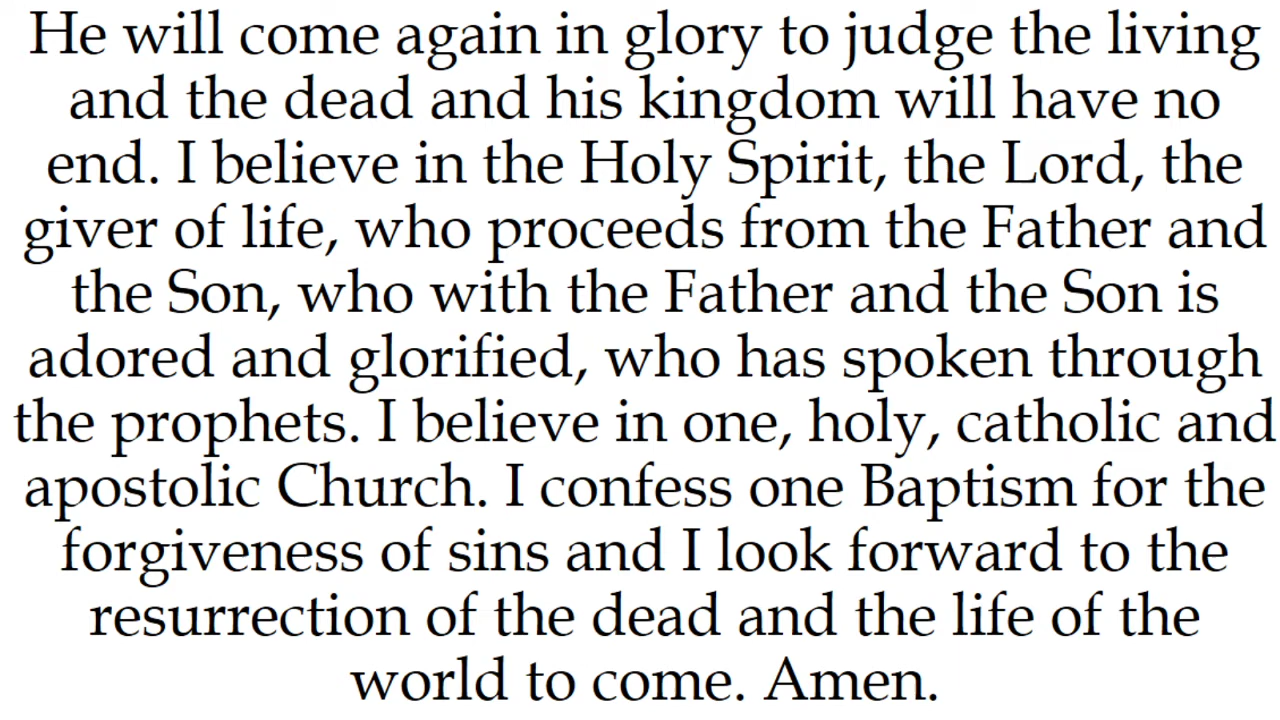 He will come again in glory to judge the living
and the dead and his kingdom will have no
end. I believe in the Holy Spirit, the Lord, the
giver of life, who proceeds from the Father and
the Son, who with the Father and the Son is
adored and glorified, who has spoken through
the prophets. I believe in one, holy, catholic and
apostolic Church. I confess one Baptism for the
forgiveness of sins and I look forward to the
resurrection of the dead and the life of the
world to come. Amen.